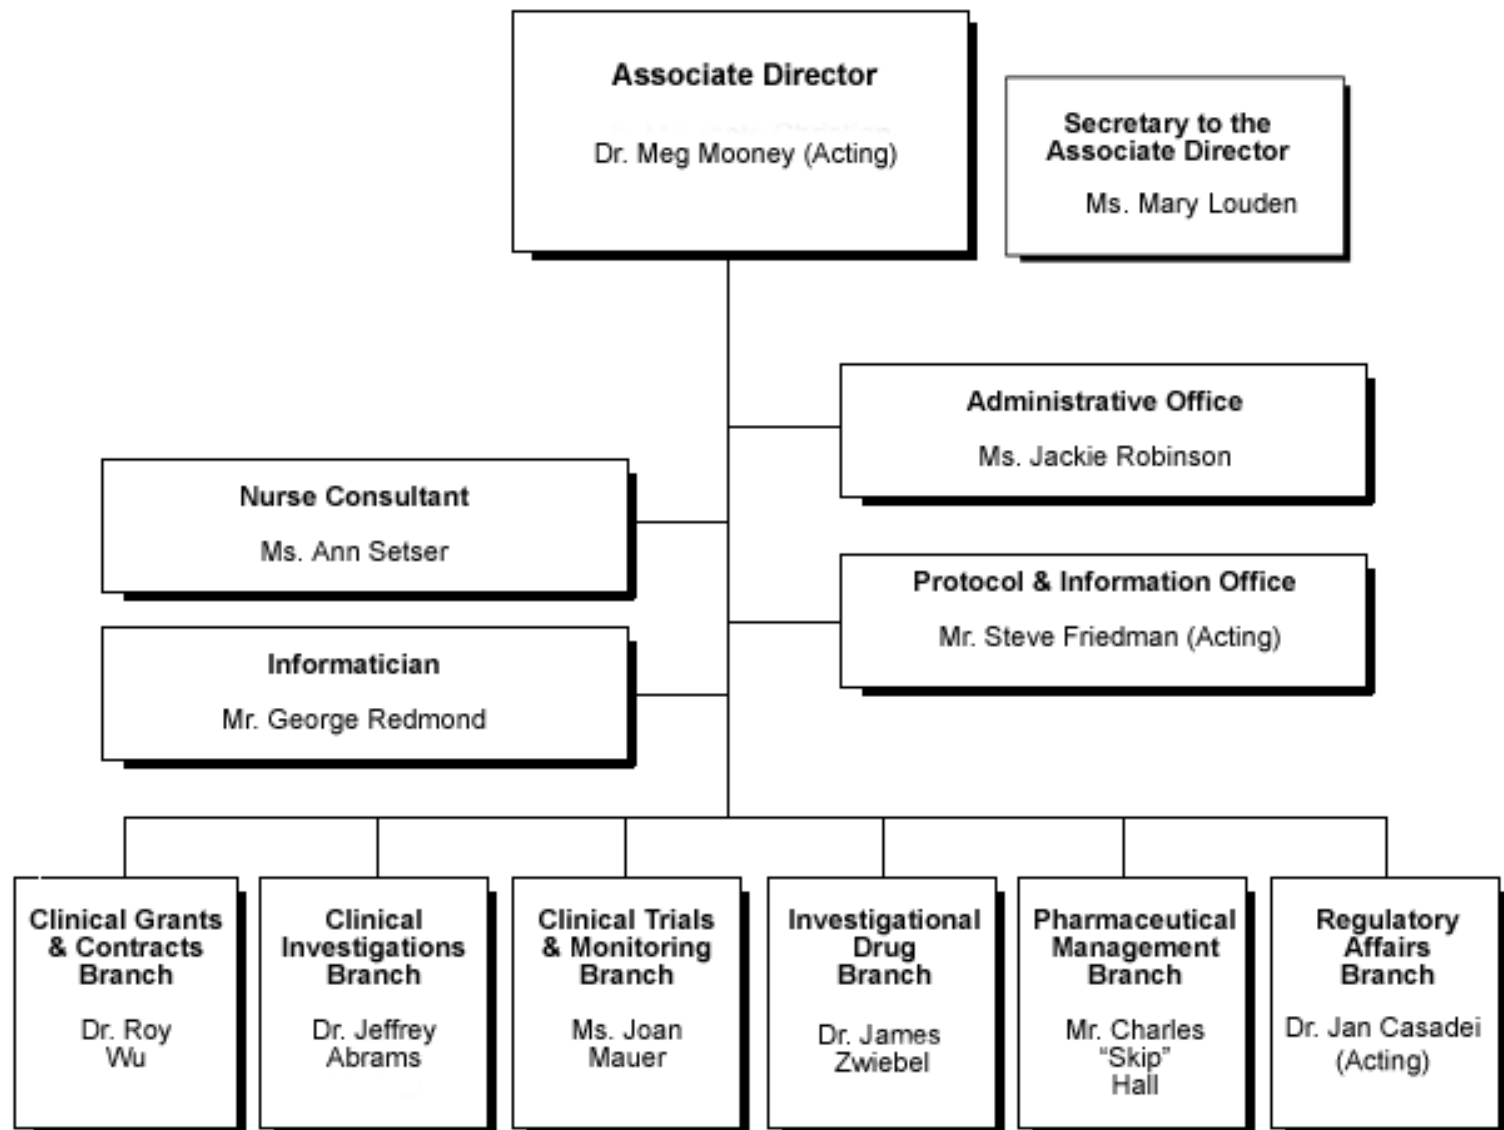 Associate Director
Dr. Meg Mooney (Acting)
Secretary to the
Associate Director
Ms. Mary Louden
Administrative Office
Ms. Jackie Robinson
Nurse Consultant
Ms. Ann Setser
Protocol & Information Office
Mr. Steve Friedman (Acting)
Informatician
Mr. George Redmond
Clinical Grants
& Contracts
Branch
Dr. Roy
Wu
Clinical
Investigations
Branch
Dr. Jeffrey
Abrams
Clinical Trials
& Monitoring
Branch
Ms. Joan
Mauer
Investigational
Drug
Branch
Dr. James
Zwiebel
Pharmaceutical
Management
Branch
Mr. Charles
“Skip”
Hall
Regulatory
Affairs
Branch
Dr. Jan Casadei
(Acting)